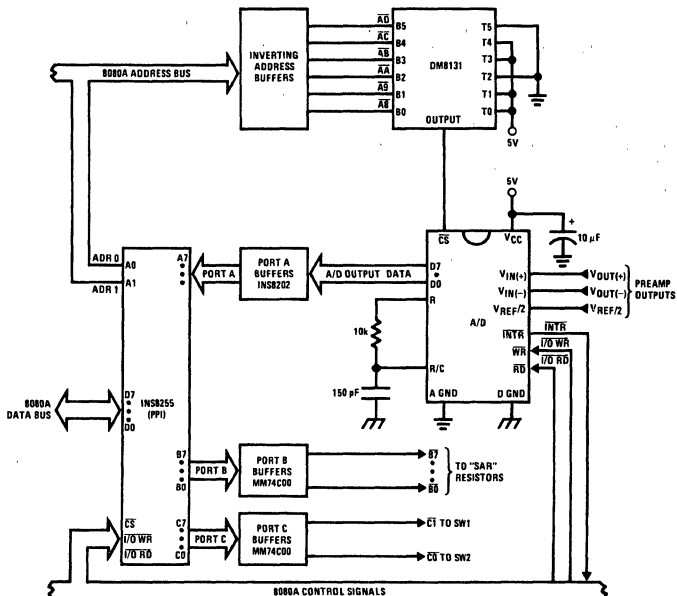 8080A ADDRESS BUS
INVERTING
ADDRESS
BUFFERS
A̅D̅
A̅C̅
A̅B̅
A̅A̅
A̅9̅
A̅8̅
B5
B4
B3
B2
B1
B0
DM8131
OUTPUT
T5
T4
T3
T2
T1
T0
5V
5V
10 µF
+
C̅S̅
VCC
ADR 0
ADR 1
A0
A1
A7
PORT A
PORT A
BUFFERS
INS8202
A/D OUTPUT DATA
D7
D0
R
10k
R/C
150 pF
A GND
D GND
A/D
VIN(+)
VIN(−)
VREF/2
I̅N̅T̅R̅
W̅R̅
R̅D̅
VOUT(+)
VOUT(−)
VREF/2
PREAMP
OUTPUTS
I̅N̅T̅R̅
I̅/̅O̅ W̅R̅
I̅/̅O̅ R̅D̅
8080A
DATA BUS
D7
D0
INS8255
(PPI)
B7
PORT B
B0
PORT B
BUFFERS
MM74C00
B̅7̅
B̅0̅
TO "SAR"
RESISTORS
C̅S̅
I̅/̅O̅ W̅R̅
I̅/̅O̅ R̅D̅
C7
PORT C
C0
PORT C
BUFFERS
MM74C00
C̅1̅ TO SW1
C̅0̅ TO SW2
8080A CONTROL SIGNALS